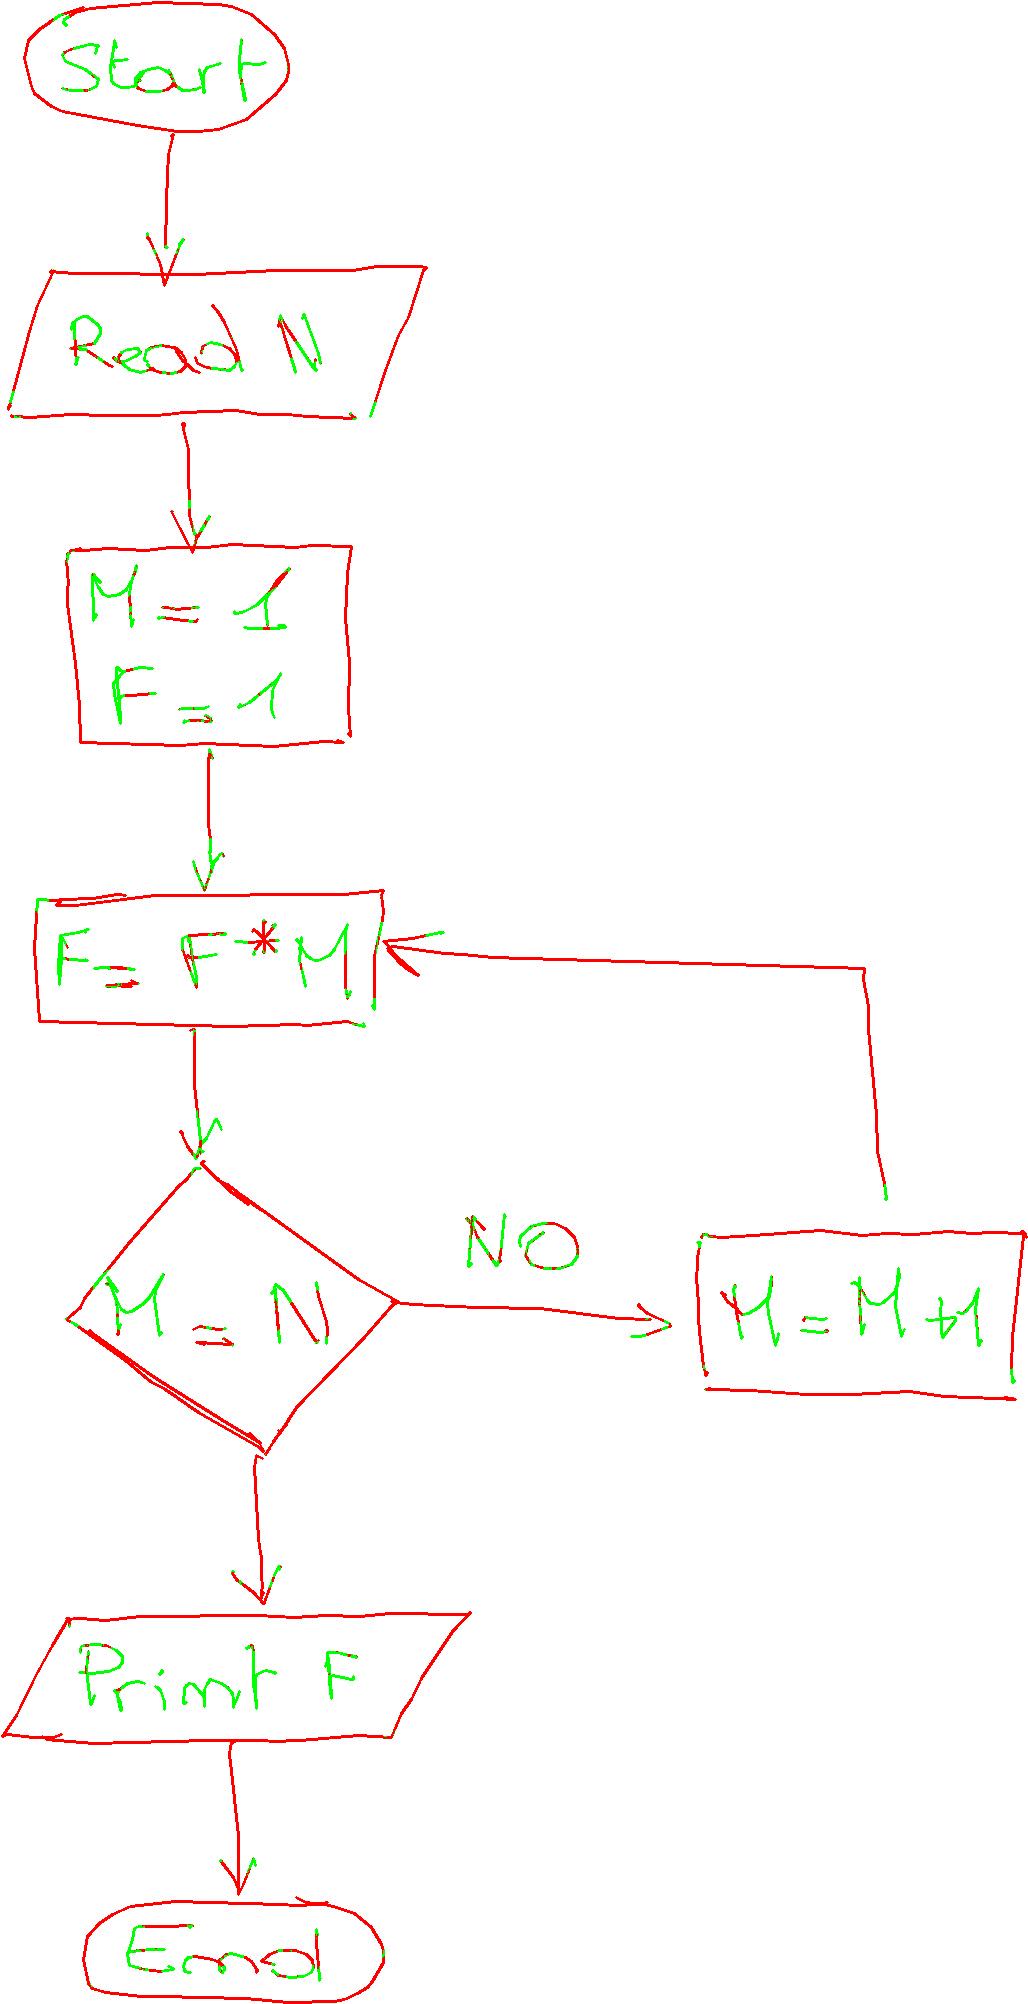 Start
Read N
M = 1
F = 1
F = F * M
M = N
NO
M = M + 1
Print F
End